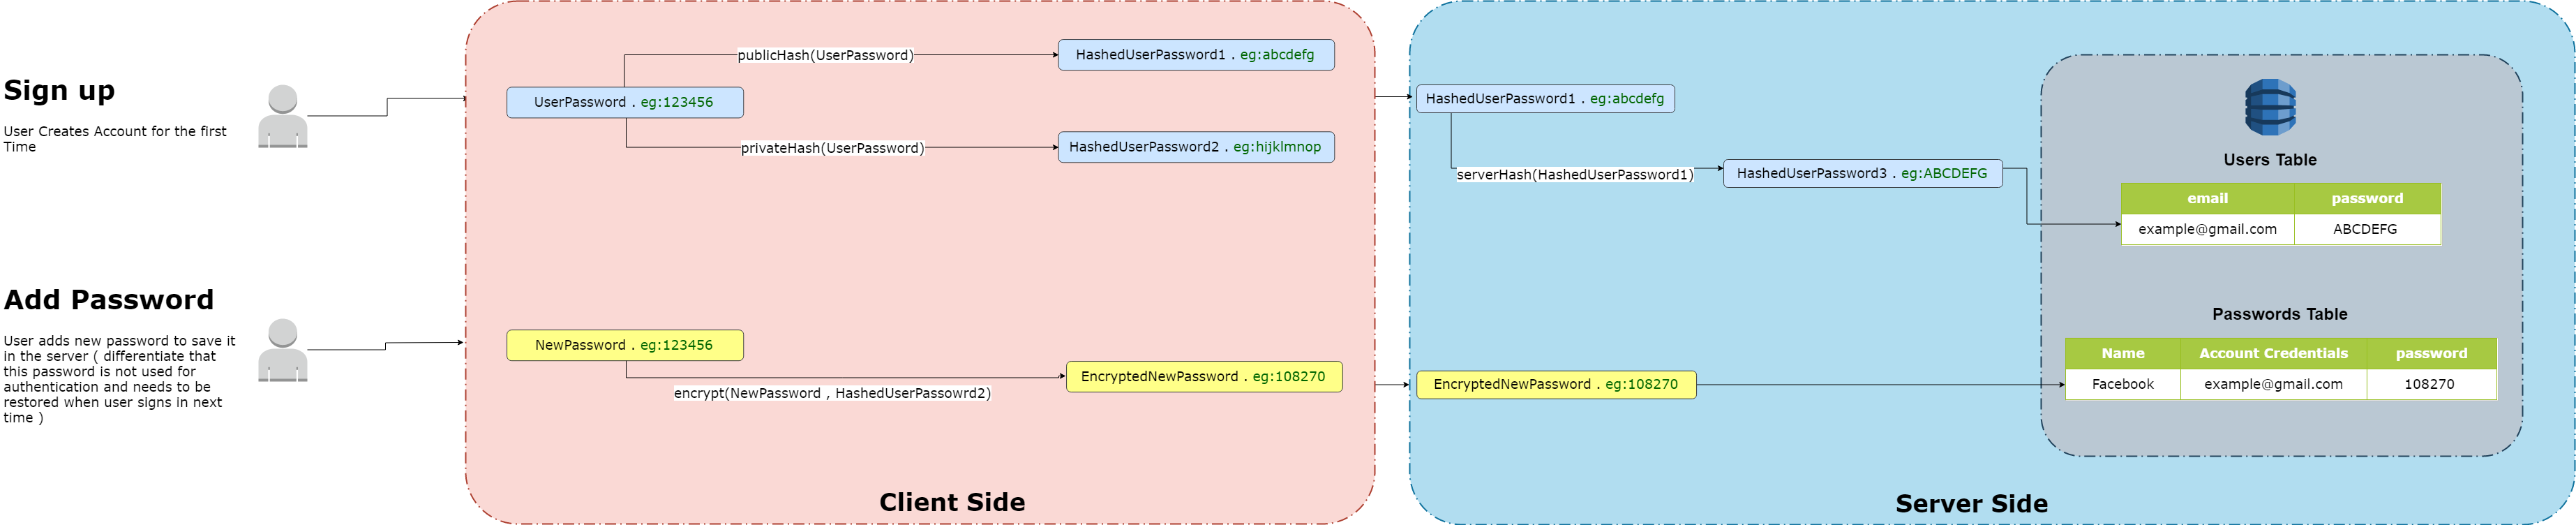 Sign up
User Creates Account for the first
Time
publicHash(UserPassword)
HashedUserPassword1 . eg:abcdefg
UserPassword . eg:123456
privateHash(UserPassword)
HashedUserPassword2 . eg:hijklmnop
HashedUserPassword1 . eg:abcdefg
serverHash(HashedUserPassword1)
HashedUserPassword3 . eg:ABCDEFG
Users Table
email password
example@gmail.com ABCDEFG
Add Password
User adds new password to save it
in the server ( differentiate that
this password is not used for
authentication and needs to be
restored when user signs in next
time )
NewPassword . eg:123456
encrypt(NewPassword , HashedUserPassowrd2)
EncryptedNewPassword . eg:108270
EncryptedNewPassword . eg:108270
Passwords Table
Name Account Credentials password
Facebook example@gmail.com 108270
Client Side
Server Side